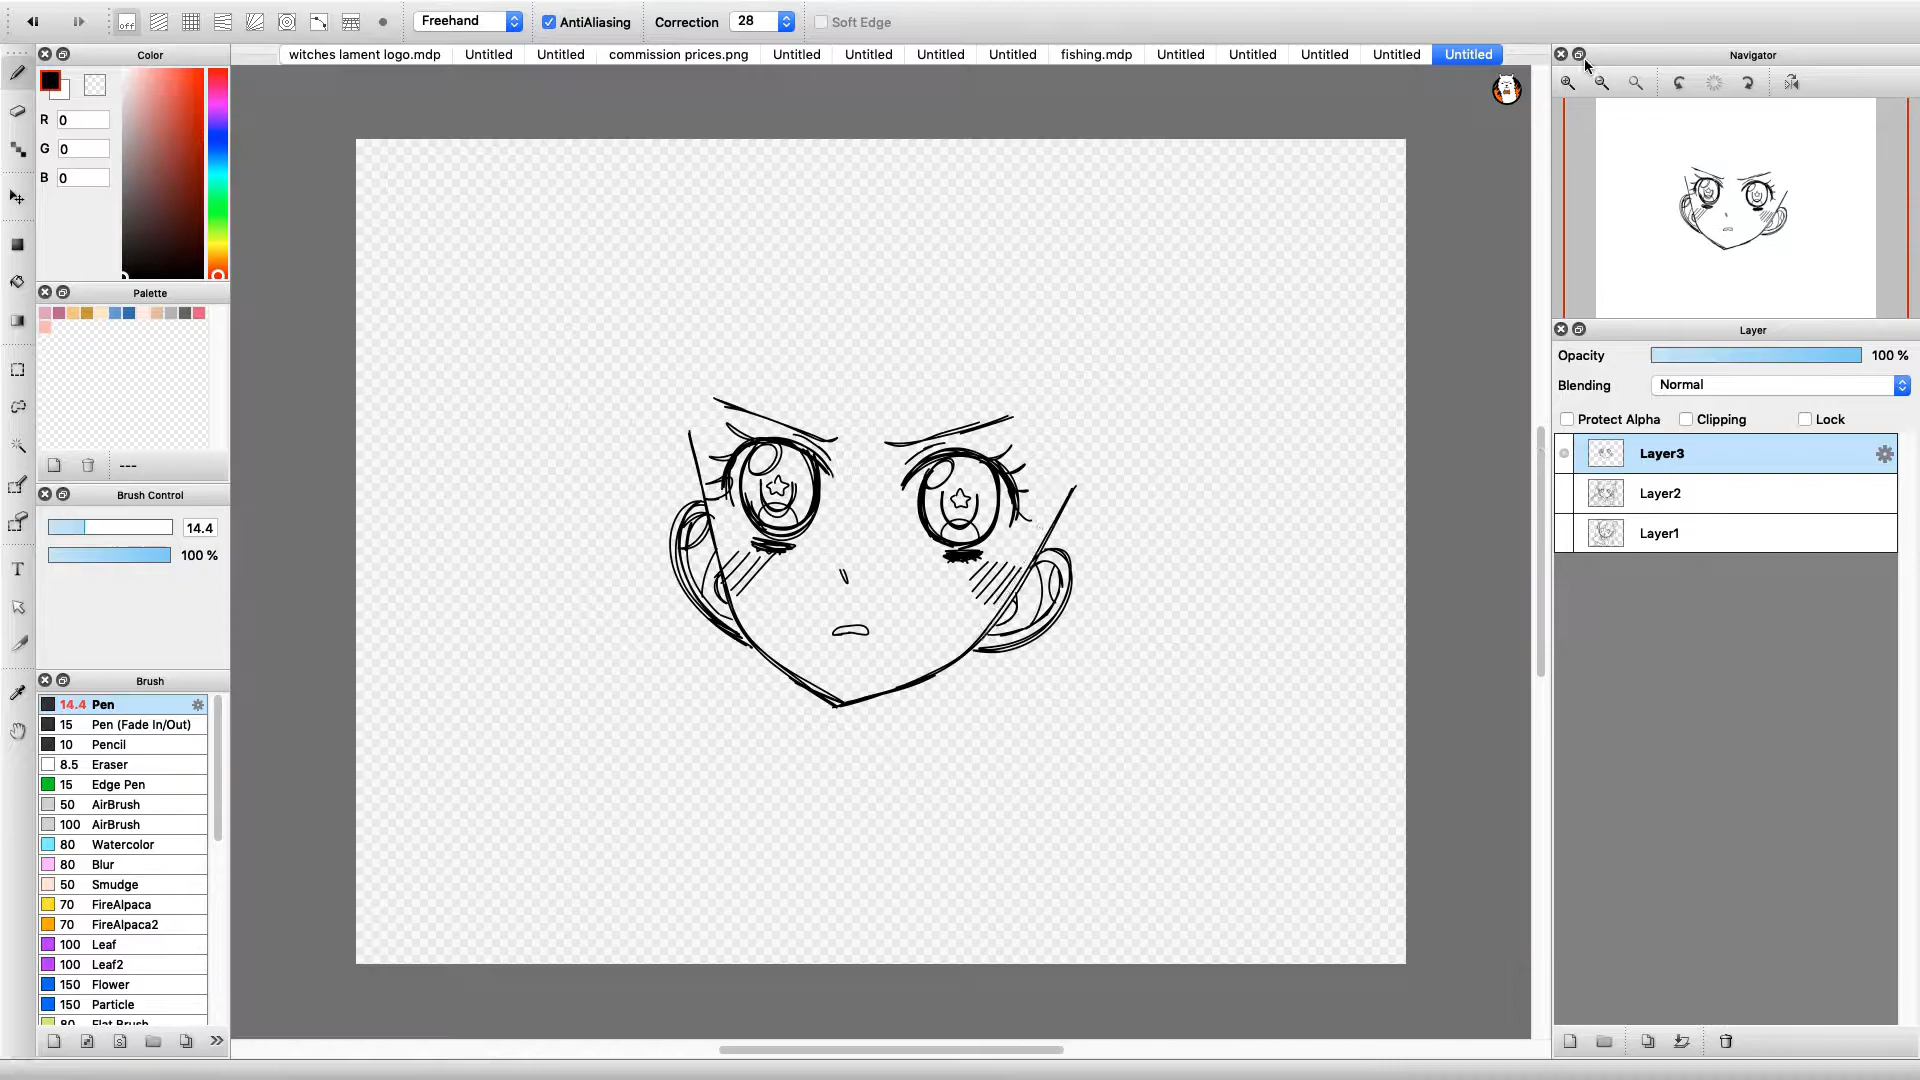 off Freehand AntiAliasing Correction 28 Soft Edge
Color
witches lament logo.mdp Untitled Untitled commission prices.png Untitled Untitled Untitled Untitled fishing.mdp Untitled Untitled Untitled Untitled Untitled
Navigator
R 0
G 0
B 0
Palette
---
Brush Control
14.4
100 %
Brush
14.4 Pen
15 Pen (Fade In/Out)
10 Pencil
8.5 Eraser
15 Edge Pen
50 AirBrush
100 AirBrush
80 Watercolor
80 Blur
50 Smudge
70 FireAlpaca
70 FireAlpaca2
100 Leaf
100 Leaf2
150 Flower
150 Particle
80 Flat Brush
T
Layer
Opacity 100 %
Blending Normal
Protect Alpha Clipping Lock
Layer3
Layer2
Layer1